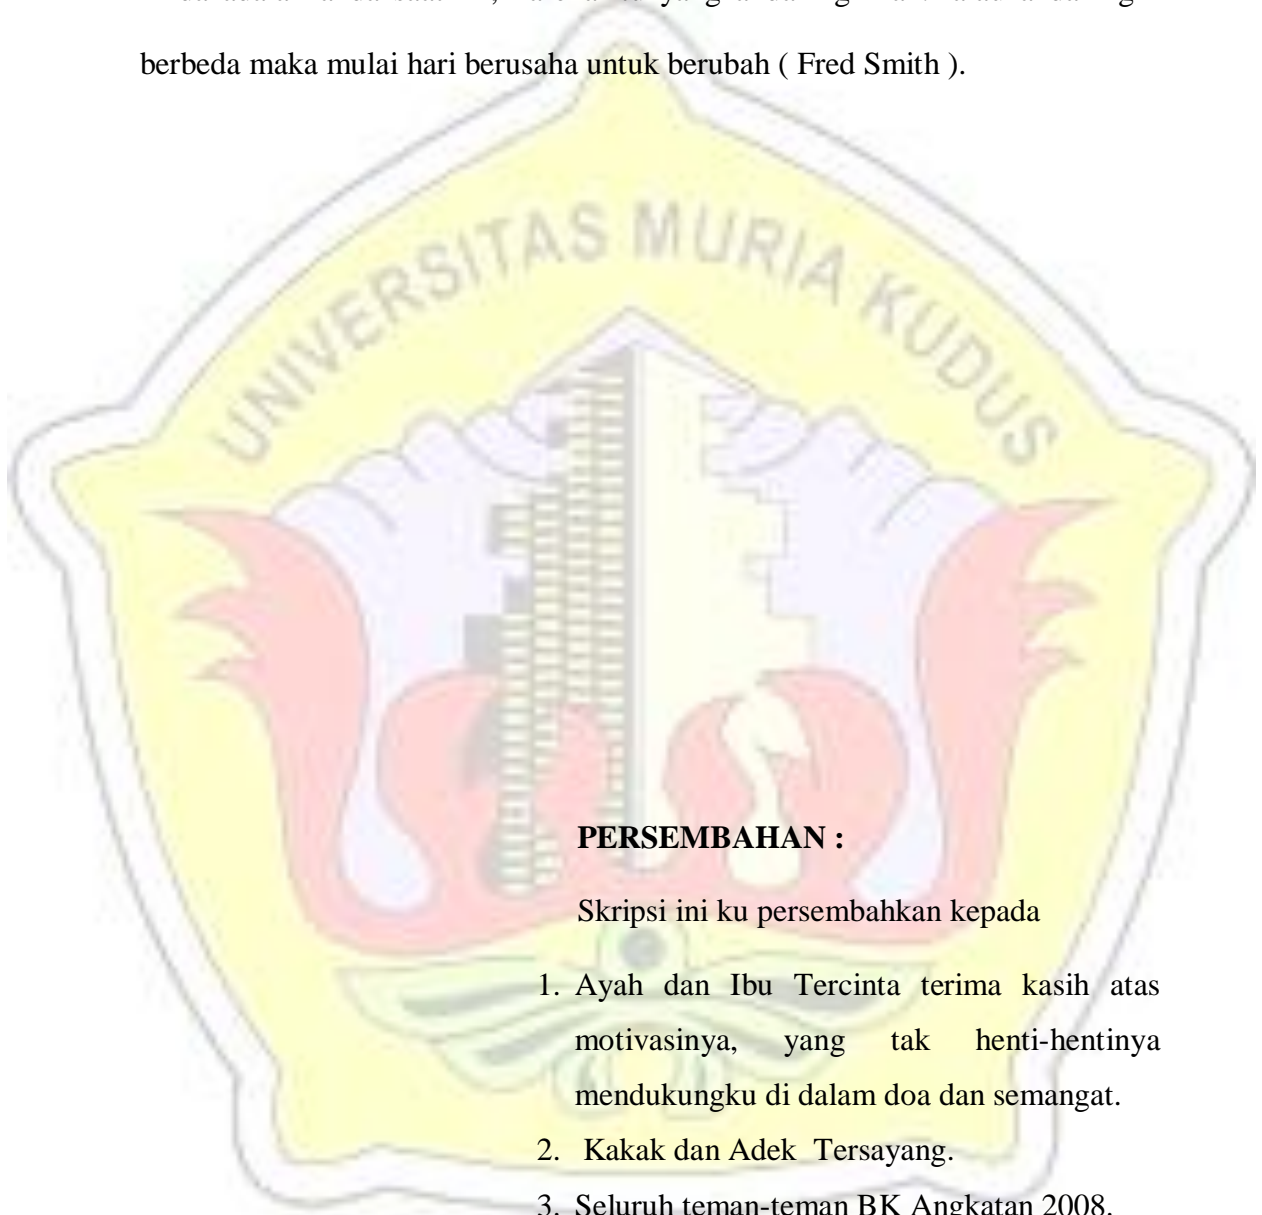 berbeda maka mulai hari berusaha untuk berubah ( Fred Smith ).
UNIVERSITAS MURIA KUDUS
PERSEMBAHAN :
Skripsi ini ku persembahkan kepada
1. Ayah dan Ibu Tercinta terima kasih atas
motivasinya, yang tak henti-hentinya
mendukungku di dalam doa dan semangat.
2. Kakak dan Adek Tersayang.
3. Seluruh teman-teman BK Angkatan 2008.